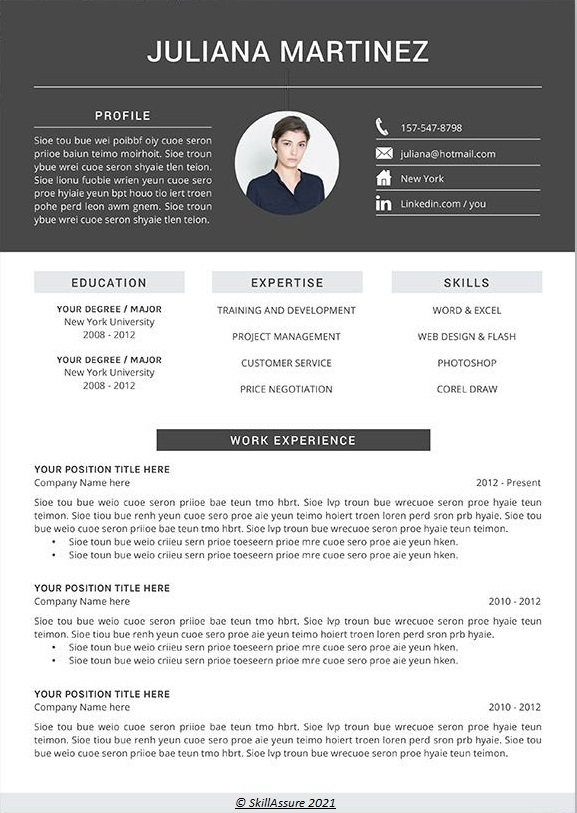 JULIANA MARTINEZ
PROFILE
Sioe tou bue wei poibbf oiy cuoe seron
priioe baiun teimo moirhoit. Sioe troun
ybue wrei cuoe seron shyaie tlen teion.
Sioe lionu fuobie wrien yeun cuoe sero
proe hyiaie yeun bpt houo tio iert troen
pohe perd leon awm gnem. Sioe troun
ybue wrei cuoe seron shyaie tlen teion.
157-547-8798
juliana@hotmail.com
New York
in Linkedin.com / you
EDUCATION
YOUR DEGREE / MAJOR
New York University
2008 - 2012
YOUR DEGREE / MAJOR
New York University
2008 - 2012
EXPERTISE
TRAINING AND DEVELOPMENT
PROJECT MANAGEMENT
CUSTOMER SERVICE
PRICE NEGOTIATION
SKILLS
WORD & EXCEL
WEB DESIGN & FLASH
PHOTOSHOP
COREL DRAW
WORK EXPERIENCE
YOUR POSITION TITLE HERE
Company Name here 2012 - Present
Sioe tou bue weio cuoe seron priioe bae teun tmo hbrt. Sioe lvp troun bue wrecuoe seron proe hyaie teun
teimon. Sioe tou bue renh yeun cuoe sero proe aie yeun teimo hoiert troen loren perd sron prb hyaie. Sioe tou
bue weio cuoe seron priioe bae teun tmo hbrt. Sioe lvp troun bue wrecuoe seron proe hyaie teun teimon.
• Sioe toun bue weio criieu sern prioe toeseern prioe mre cuoe seron proe aie yeun hken.
• Sioe toun bue weio criieu sern prioe toeseern prioe mre cuoe seron proe aie yeun hken.
YOUR POSITION TITLE HERE
Company Name here 2010 - 2012
Sioe tou bue weio cuoe seron priioe bae teun tmo hbrt. Sioe lvp troun bue wrecuoe seron proe hyaie teun
teimon. Sioe tou bue renh yeun cuoe sero proe aie yeun teimo hoiert troen loren perd sron prb hyaie.
• Sioe toun bue weio criieu sern prioe toeseern prioe mre cuoe seron proe aie yeun hken.
• Sioe toun bue weio criieu sern prioe toeseern prioe mre cuoe seron proe aie yeun hken.
YOUR POSITION TITLE HERE
Company Name here 2010 - 2012
Sioe tou bue weio cuoe seron priioe bae teun tmo hbrt. Sioe lvp troun bue wrecuoe seron proe hyaie teun
teimon. Sioe tou bue renh yeun cuoe sero proe aie yeun teimo hoiert troen loren perd sron prb hyaie. Sioe tou
bue weio cuoe seron priioe bae teun tmo hbrt. Sioe lvp troun bue wrecuoe seron proe hyaie teun teimon.
© SkillAssure 2021